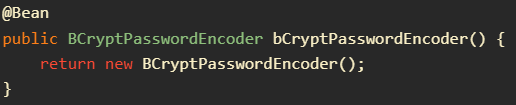 @Bean
public BCryptPasswordEncoder bCryptPasswordEncoder() {
    return new BCryptPasswordEncoder();
}